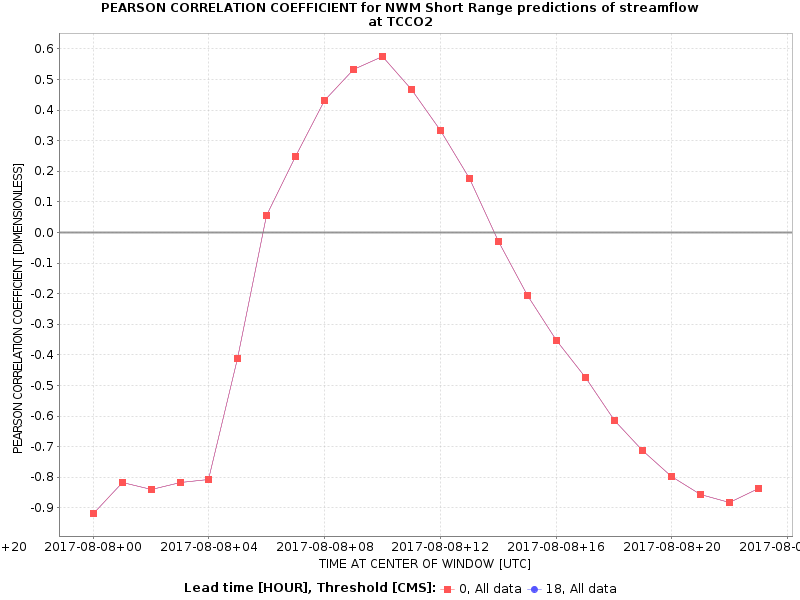 PEARSON CORRELATION COEFFICIENT for NWM Short Range predictions of streamflow
at TCCO2
PEARSON CORRELATION COEFFICIENT [DIMENSIONLESS]
0.6
0.5
0.4
0.3
0.2
0.1
0.0
-0.1
-0.2
-0.3
-0.4
-0.5
-0.6
-0.7
-0.8
-0.9
+20 2017-08-08+00 2017-08-08+04 2017-08-08+08 2017-08-08+12 2017-08-08+16 2017-08-08+20 2017-08-0
TIME AT CENTER OF WINDOW [UTC]
Lead time [HOUR], Threshold [CMS]: 0, All data 18, All data